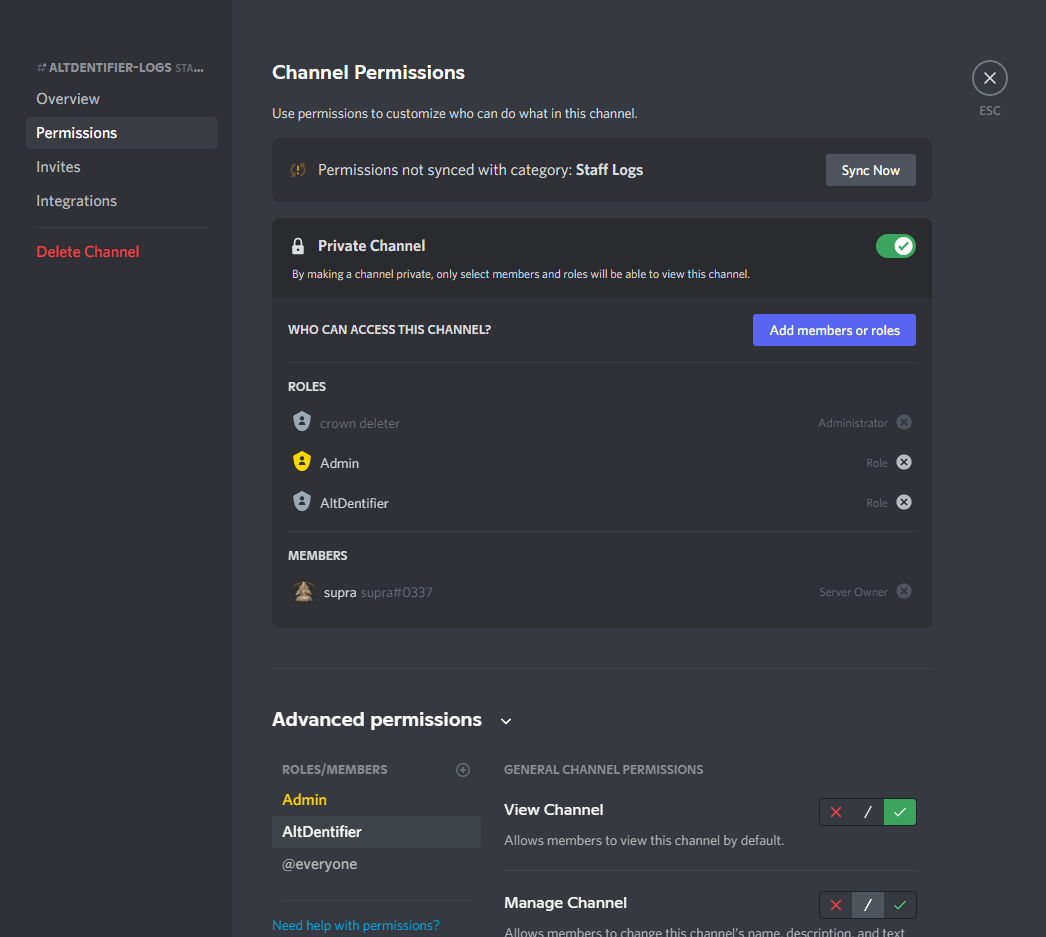 ALTDENTIFIER-LOGS STA...
Overview
Permissions
Invites
Integrations
Delete Channel
Channel Permissions
ESC
Use permissions to customize who can do what in this channel.
Permissions not synced with category: Staff Logs
Sync Now
Private Channel
By making a channel private, only select members and roles will be able to view this channel.
WHO CAN ACCESS THIS CHANNEL?
Add members or roles
ROLES
crown deleter Administrator
Admin Role
AltDentifier Role
MEMBERS
supra supra#0337 Server Owner
Advanced permissions
ROLES/MEMBERS
Admin
AltDentifier
@everyone
Need help with permissions?
GENERAL CHANNEL PERMISSIONS
View Channel
Allows members to view this channel by default.
Manage Channel
Allows members to change this channel's name, description, and text